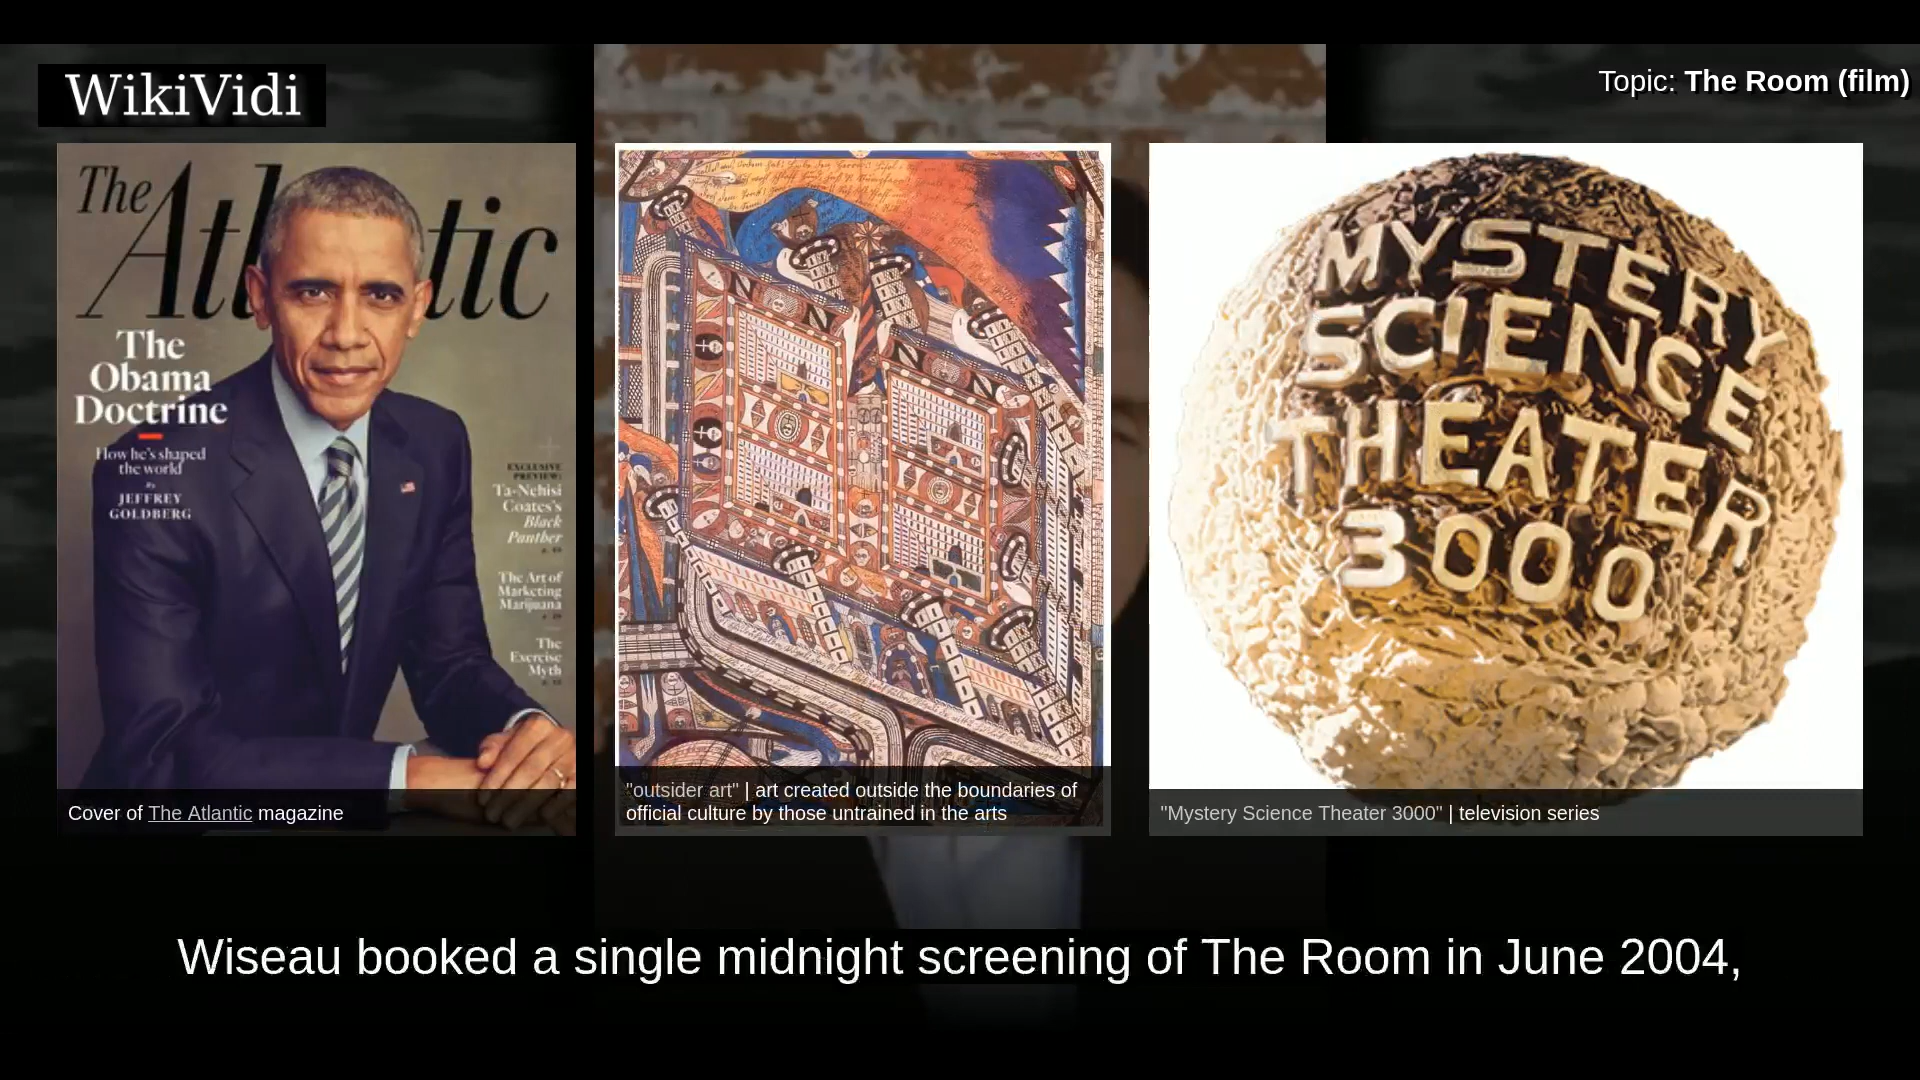 WikiVidi
Topic: The Room (film)
The Atlantic
The
Obama
Doctrine
How he's shaped
the world
By
JEFFREY
GOLDBERG
EXCLUSIVE
PREVIEW:
Ta-Nehisi
Coates's
Black
Panther
The Art of
Marketing
Marijuana
The
Exercise
Myth
Cover of The Atlantic magazine
N
N
N
N
"outsider art" | art created outside the boundaries of
official culture by those untrained in the arts
MYSTERY
SCIENCE
THEATER
3000
"Mystery Science Theater 3000" | television series
Wiseau booked a single midnight screening of The Room in June 2004,